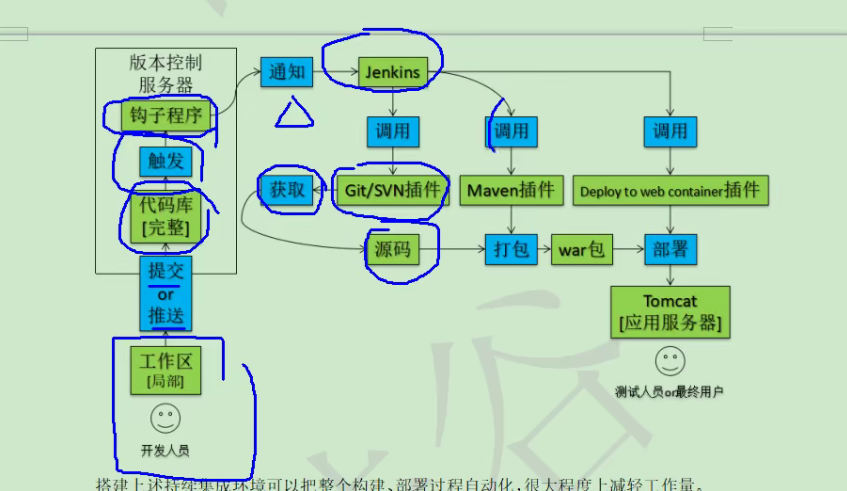 版本控制
服务器
钩子程序
触发
代码库
[完整]
提交
or
推送
工作区
[局部]
开发人员
通知
Jenkins
调用
调用
调用
获取
Git/SVN插件
Maven插件
Deploy to web container插件
源码
打包
war包
部署
Tomcat
[应用服务器]
测试人员or最终用户
搭建上述持续集成环境可以把整个构建、部署过程自动化,很大程度上减轻工作量。